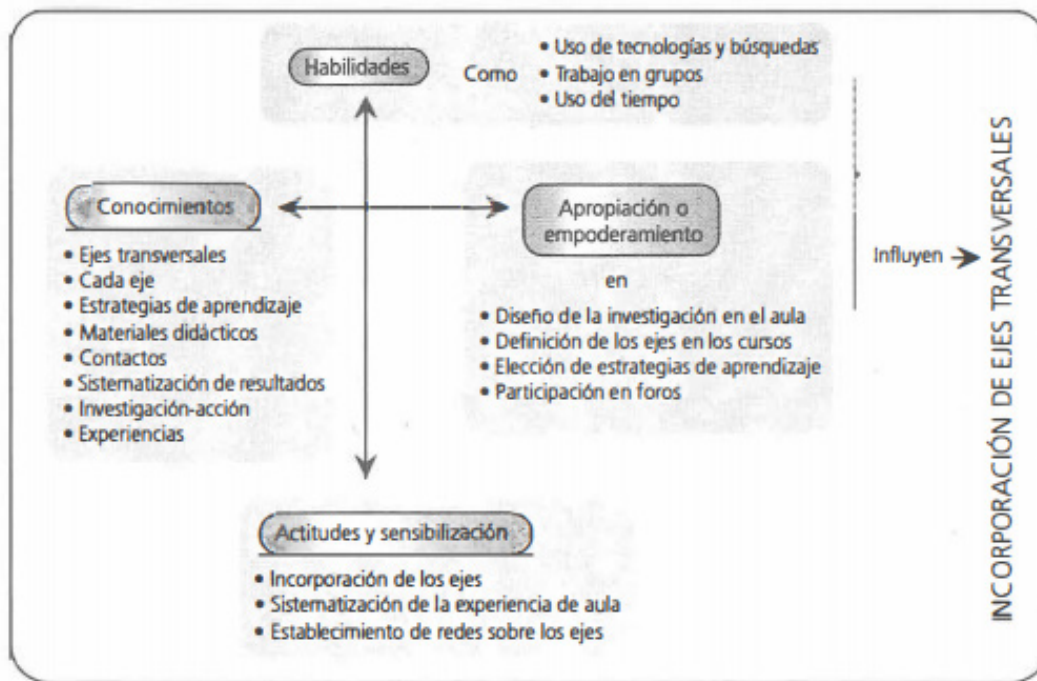 Habilidades
Como
• Uso de tecnologías y búsquedas
• Trabajo en grupos
• Uso del tiempo
Conocimientos
• Ejes transversales
• Cada eje
• Estrategias de aprendizaje
• Materiales didácticos
• Contactos
• Sistematización de resultados
• Investigación-acción
• Experiencias
Apropiación o
empoderamiento
en
• Diseño de la investigación en el aula
• Definición de los ejes en los cursos
• Elección de estrategias de aprendizaje
• Participación en foros
Actitudes y sensibilización
• Incorporación de los ejes
• Sistematización de la experiencia de aula
• Establecimiento de redes sobre los ejes
Influyen
INCORPORACIÓN DE EJES TRANSVERSALES